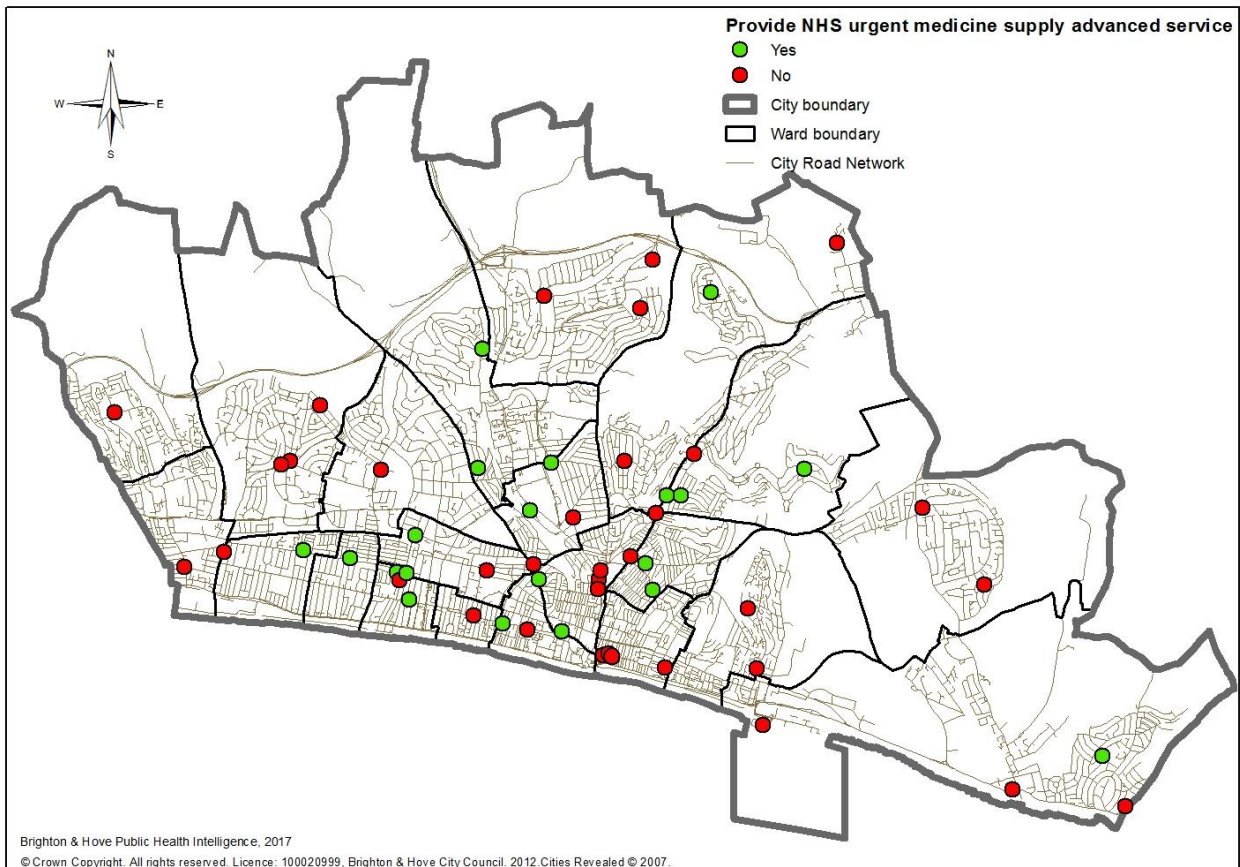 Provide NHS urgent medicine supply advanced service
Yes
No
City boundary
Ward boundary
City Road Network
N
W E
S
Brighton & Hove Public Health Intelligence, 2017
© Crown Copyright. All rights reserved. Licence: 100020999, Brighton & Hove City Council. 2012.Cities Revealed © 2007.